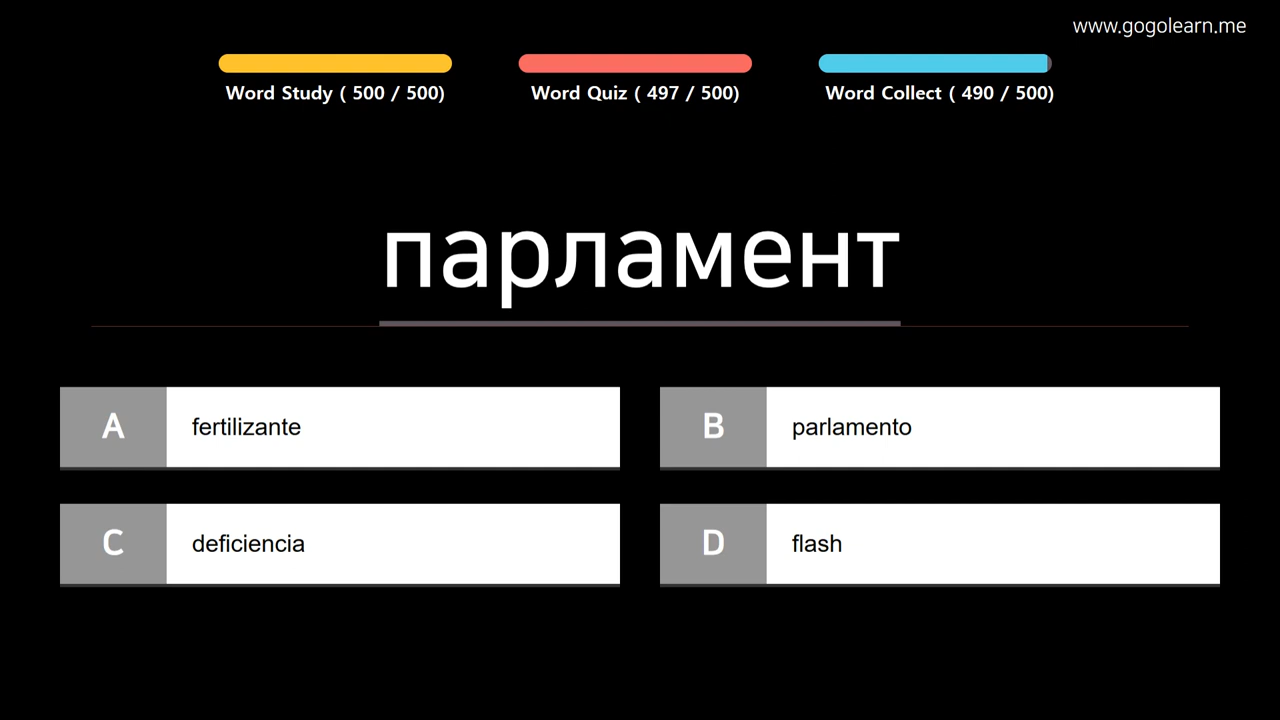 www.gogolearn.me
Word Study ( 500 / 500)
Word Quiz ( 497 / 500)
Word Collect ( 490 / 500)
парламент
A fertilizante
B parlamento
C deficiencia
D flash